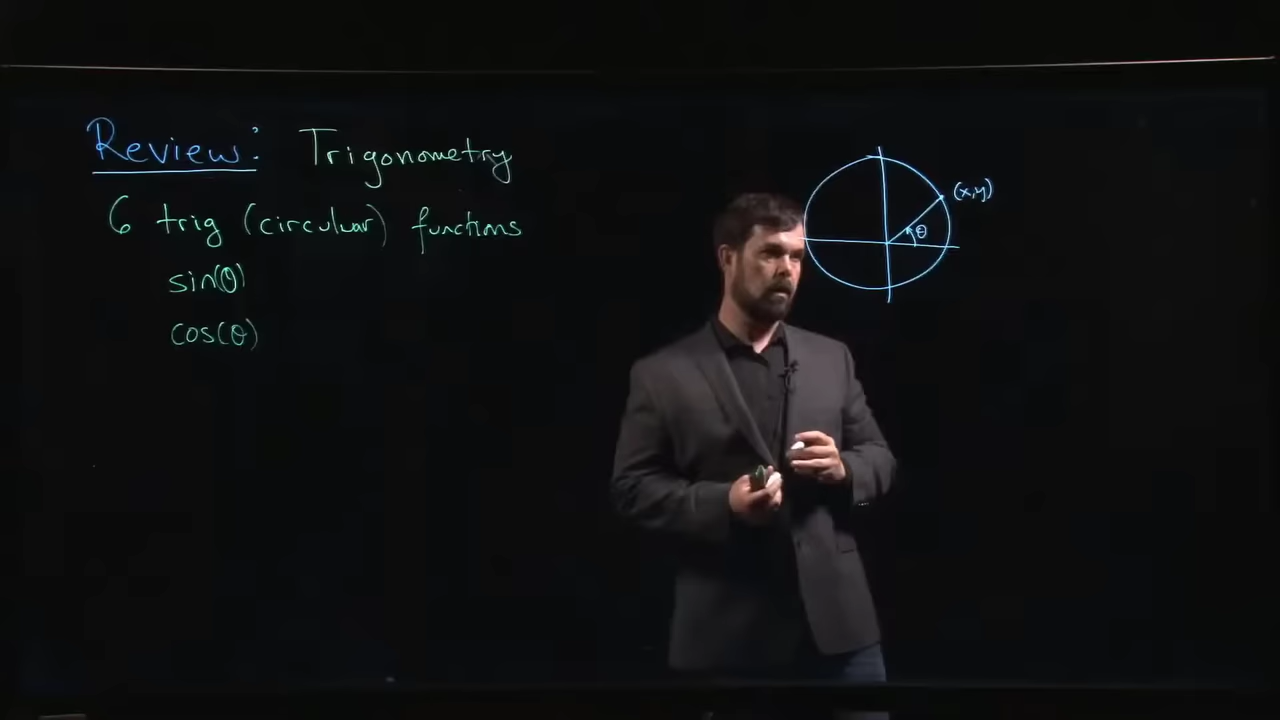 Review: Trigonometry
6 trig (circular) functions
sin(θ)
cos(θ)
(x,y)
θ